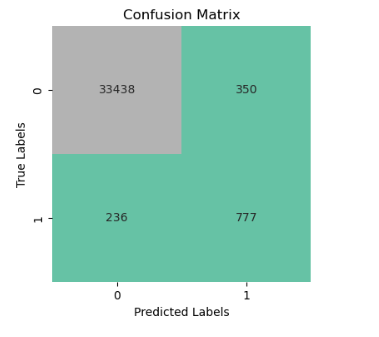 Confusion Matrix
True Labels
0
33438 350
1
236 777
0 1
Predicted Labels